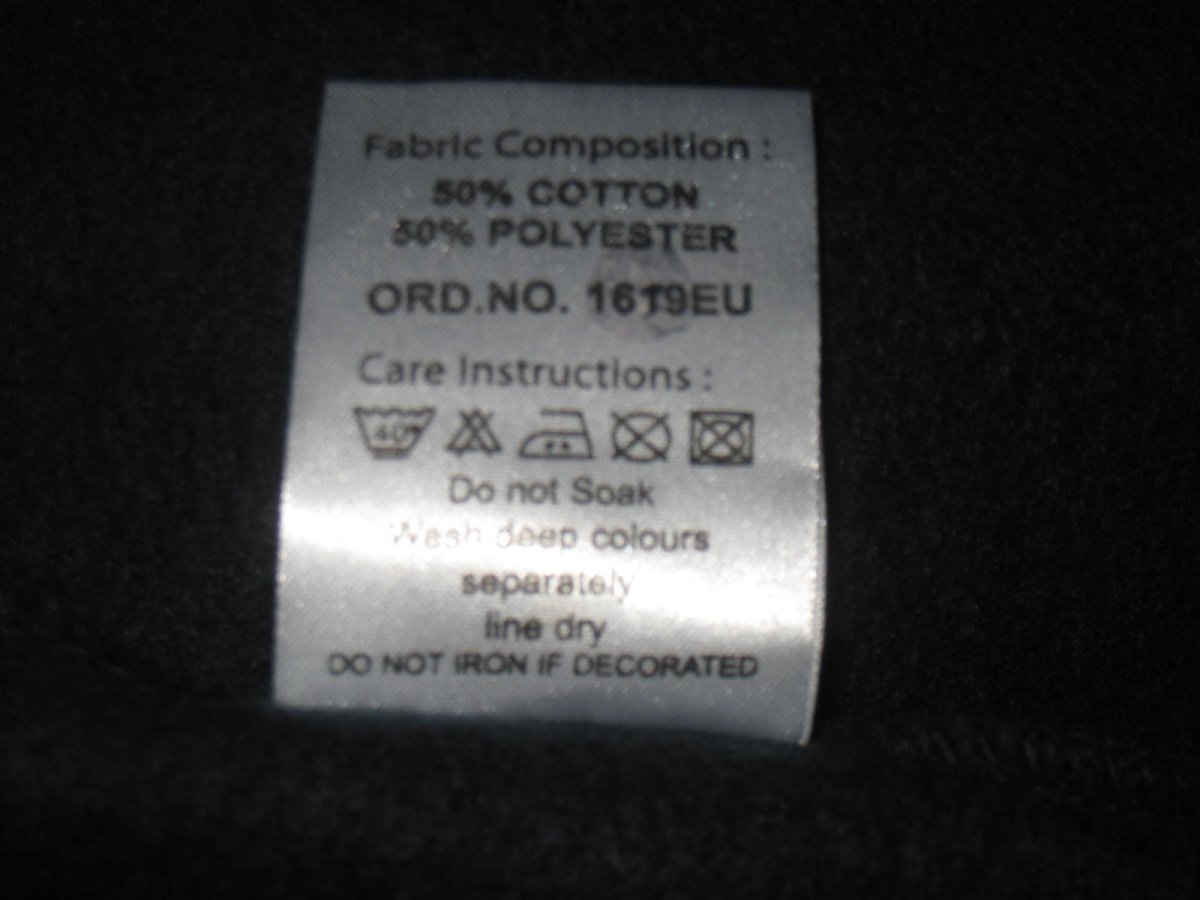 Fabric Composition :
50% COTTON
50% POLYESTER
ORD.NO. 1619EU
Care Instructions :
40°
Do not Soak
Wash deep colours
separately
line dry
DO NOT IRON IF DECORATED